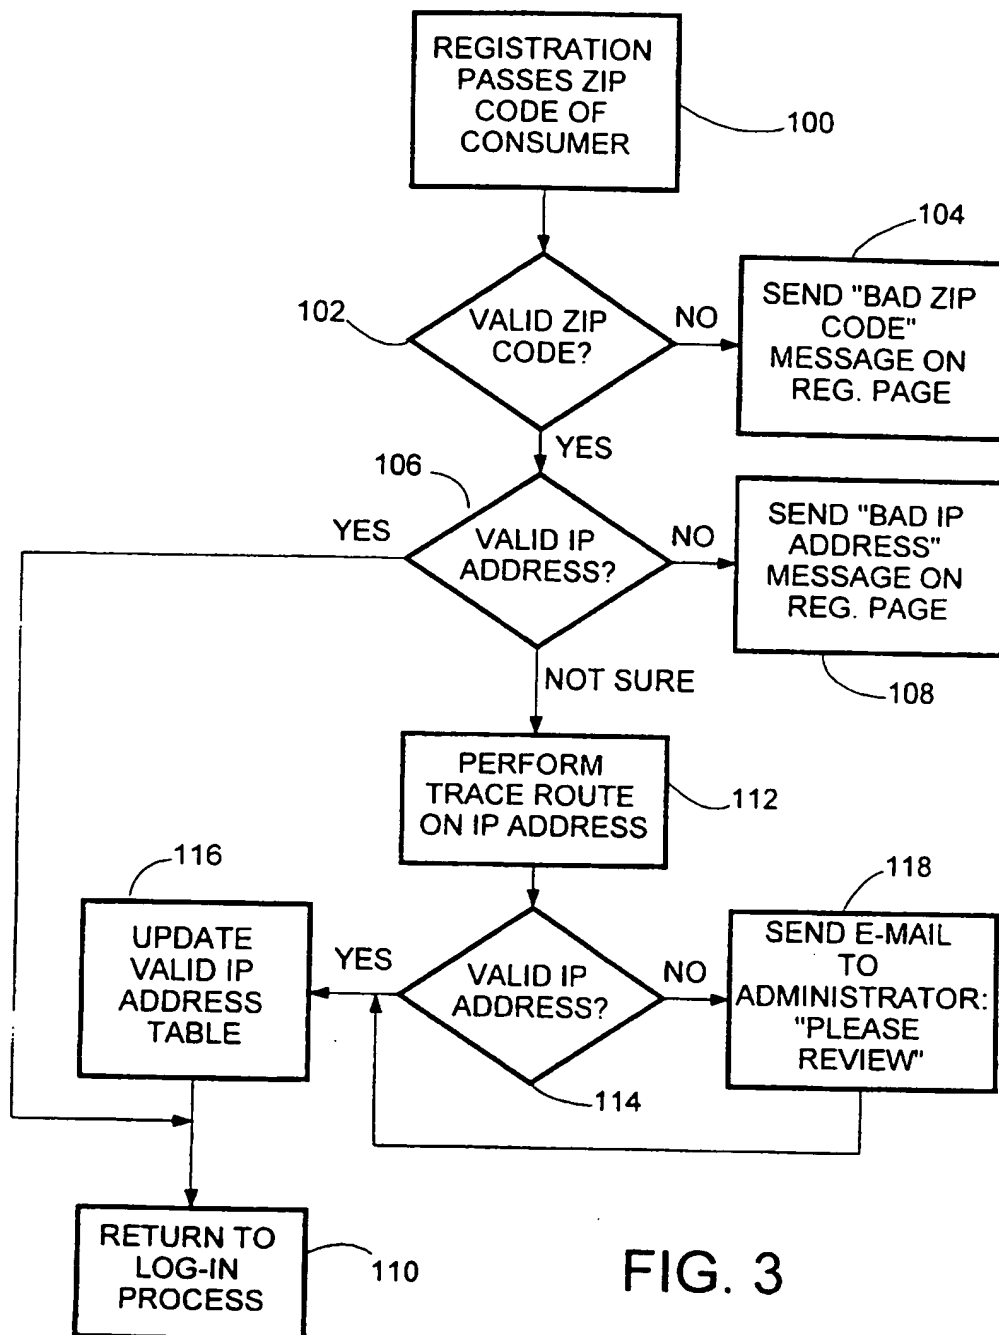 REGISTRATION
PASSES ZIP
CODE OF
CONSUMER
100
104
102
VALID ZIP
CODE?
NO
SEND "BAD ZIP
CODE"
MESSAGE ON
REG. PAGE
YES
106
YES
VALID IP
ADDRESS?
NO
SEND "BAD IP
ADDRESS"
MESSAGE ON
REG. PAGE
108
NOT SURE
PERFORM
TRACE ROUTE
ON IP ADDRESS
112
116
118
UPDATE
VALID IP
ADDRESS
TABLE
YES
VALID IP
ADDRESS?
NO
SEND E-MAIL
TO
ADMINISTRATOR:
"PLEASE
REVIEW"
114
RETURN TO
LOG-IN
PROCESS
110
FIG. 3